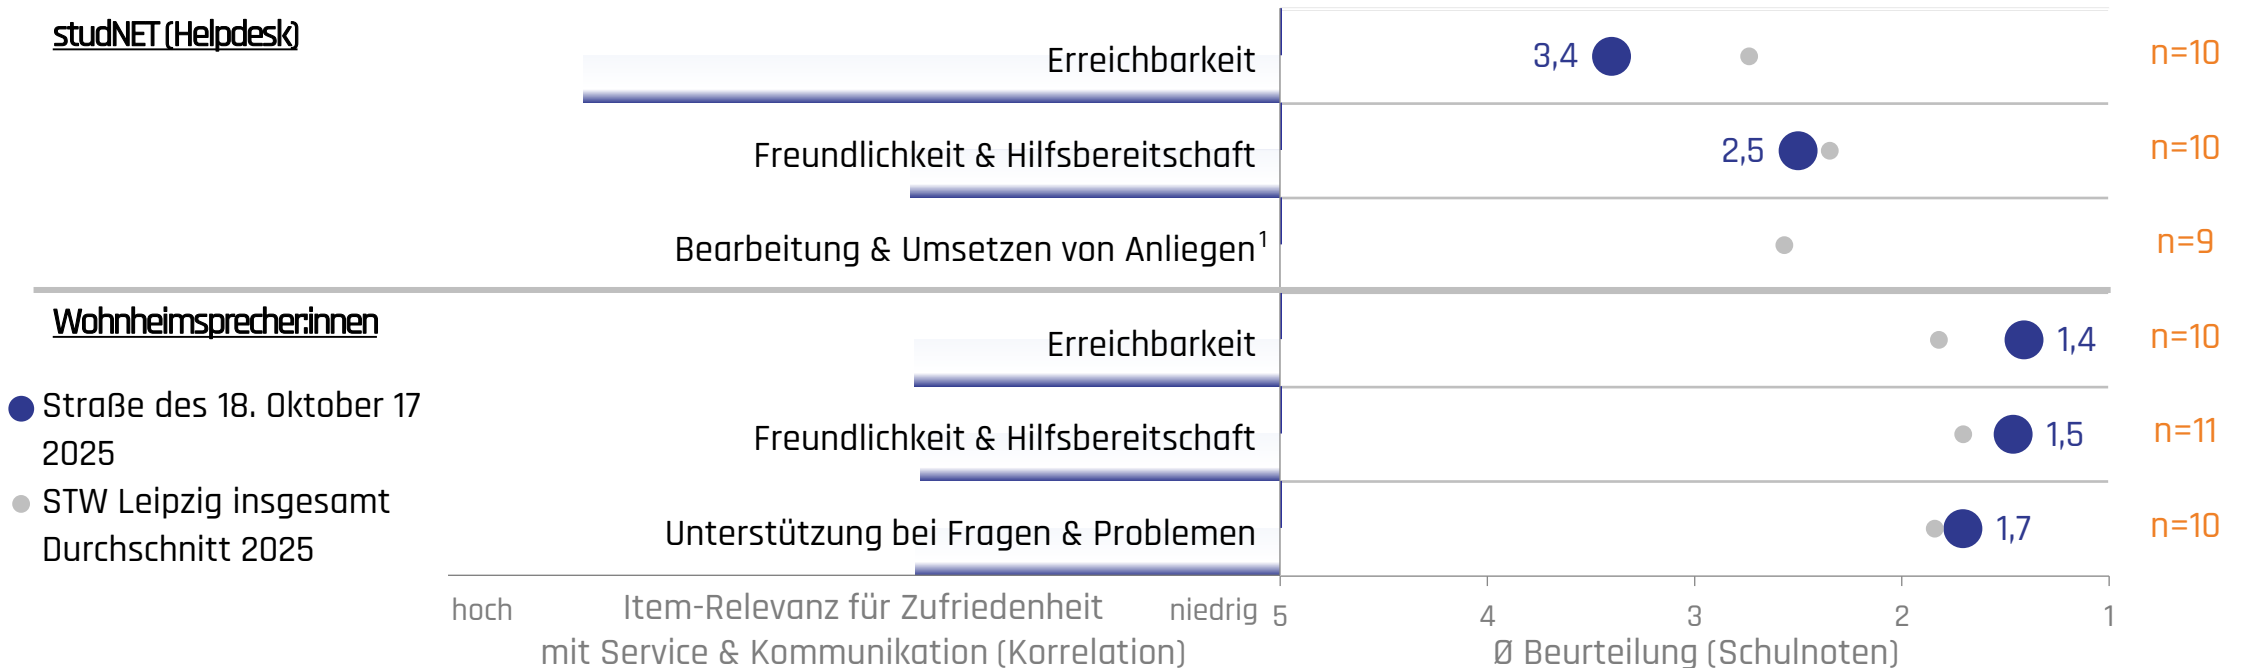 studNET (Helpdesk)
Erreichbarkeit
3,4
n=10
Freundlichkeit & Hilfsbereitschaft
2,5
n=10
Bearbeitung & Umsetzen von Anliegen¹
n=9
Wohnheimsprecher:innen
Erreichbarkeit
1,4
n=10
Straße des 18. Oktober 17
2025
Freundlichkeit & Hilfsbereitschaft
1,5
n=11
STW Leipzig insgesamt
Durchschnitt 2025
Unterstützung bei Fragen & Problemen
1,7
n=10
hoch
Item-Relevanz für Zufriedenheit
mit Service & Kommunikation (Korrelation)
niedrig
5
4
3
2
1
Ø Beurteilung (Schulnoten)